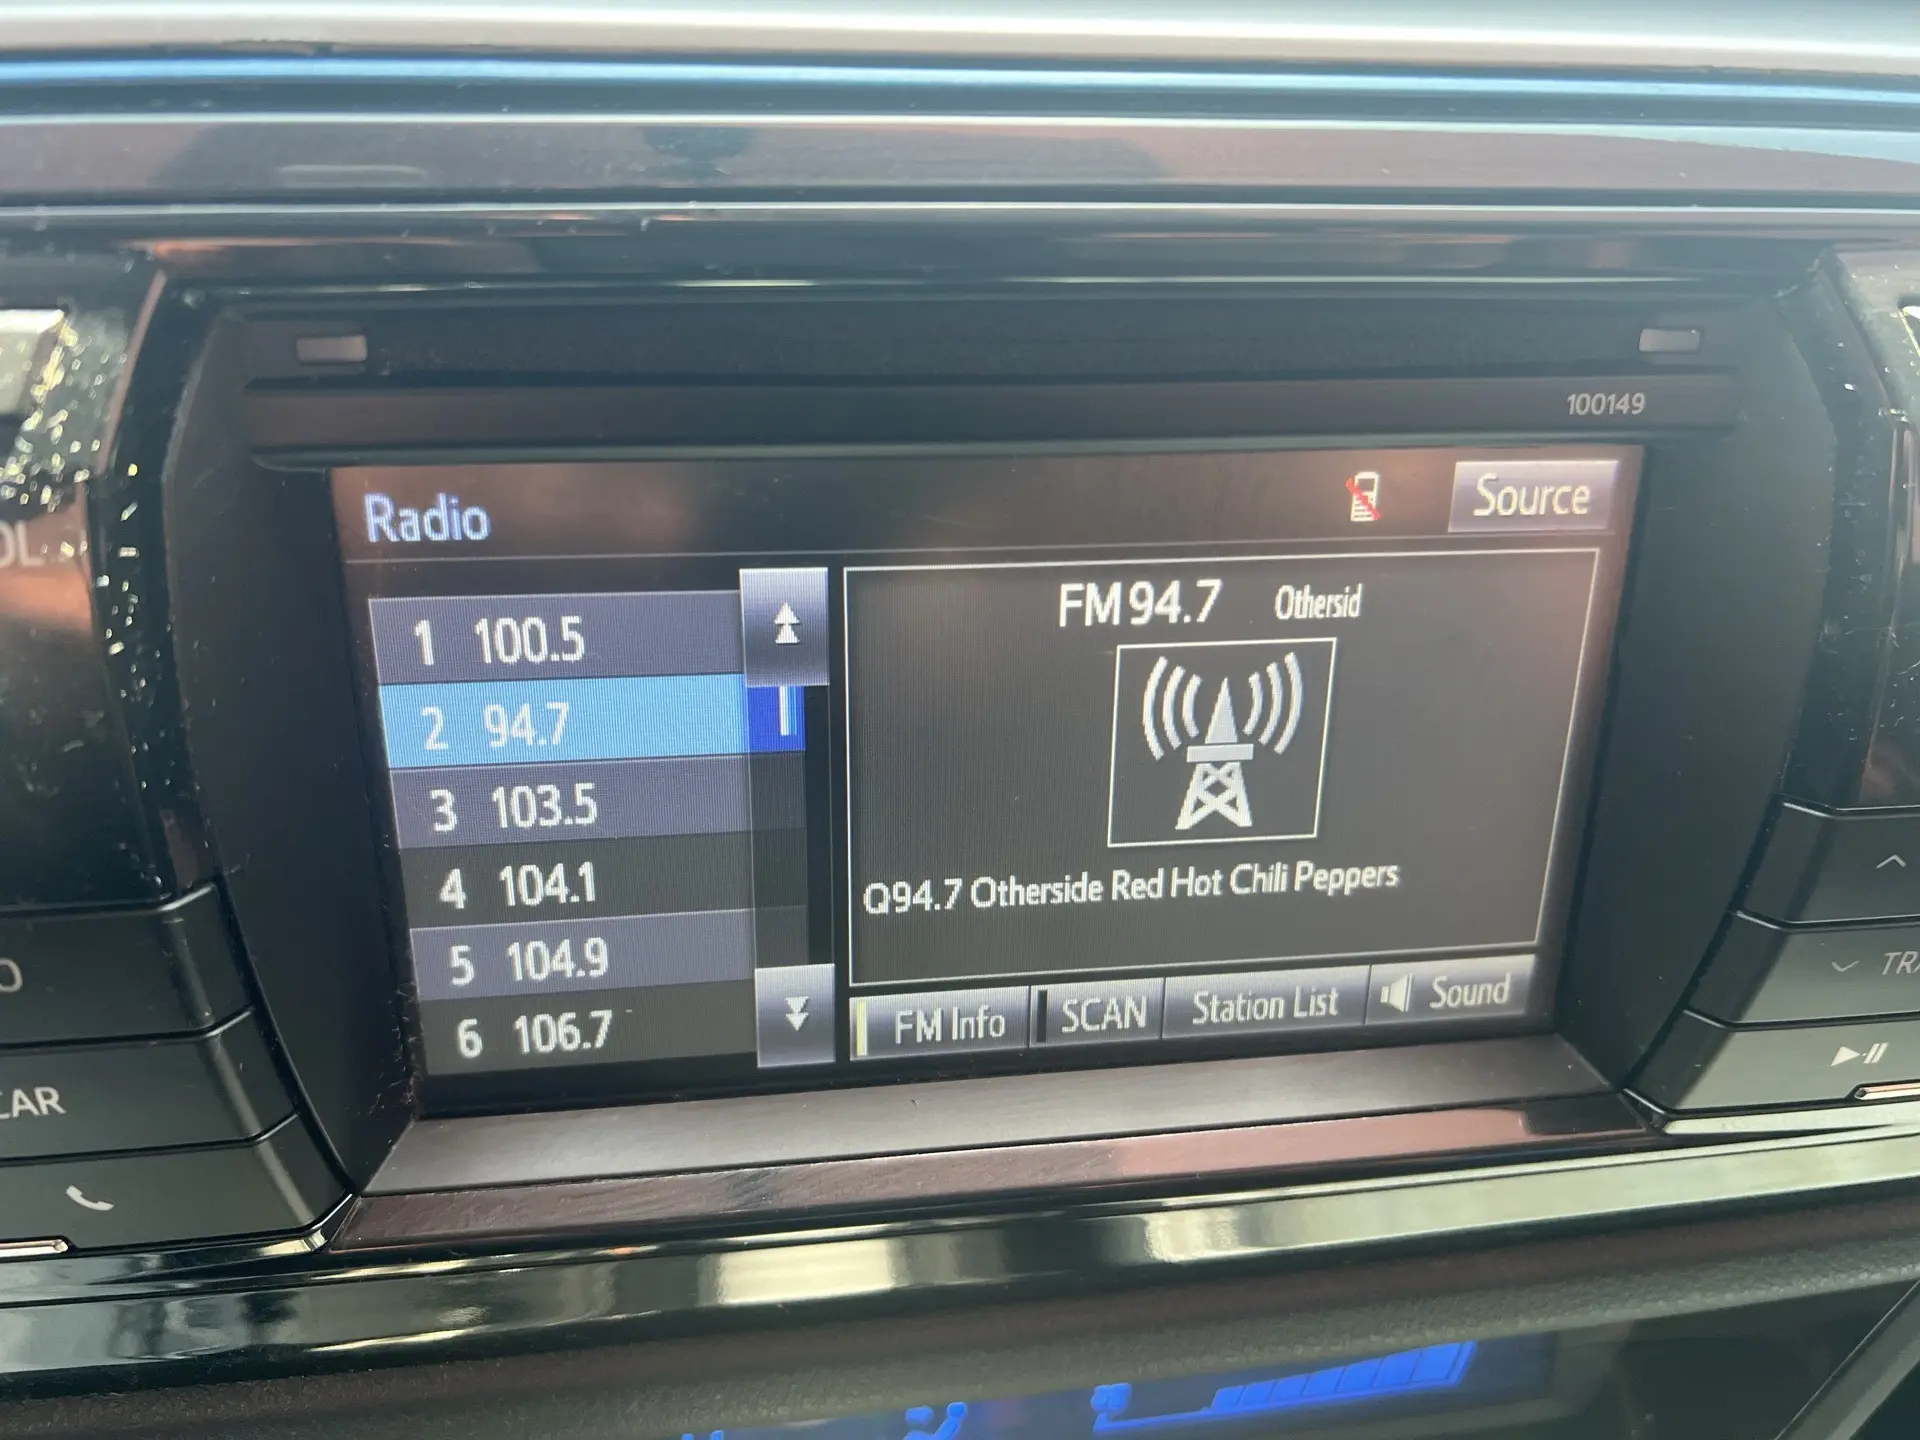 100149
Radio
Source
1 100.5
2 94.7
3 103.5
4 104.1
5 104.9
6 106.7
FM 94.7 Othersid
Q94.7 Otherside Red Hot Chili Peppers
FM Info SCAN Station List Sound
CAR